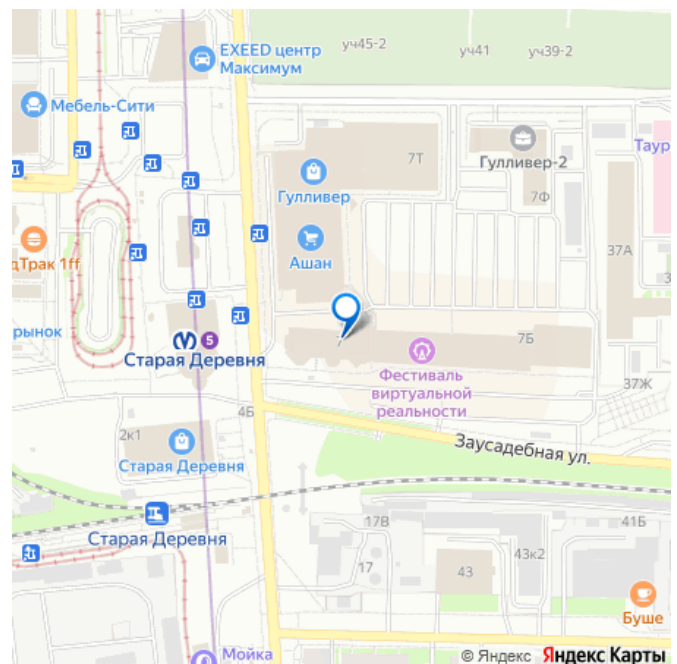 уч45-2
EXEED центр
Максимум
уч41
уч39-2
Мебель-Сити
7Т
Гулливер-2
Гулливер
7Ф
Таур
Ашан
37А
дТрак 1ff
рынок
5
7Б
Старая Деревня
Фестиваль
виртуальной
реальности
37Ж
4Б
2к1
Заусадебная ул.
Старая Деревня
17В
41Б
Старая Деревня
43к2
17
43
Буше
Мойка
© Яндекс Яндекс Карты